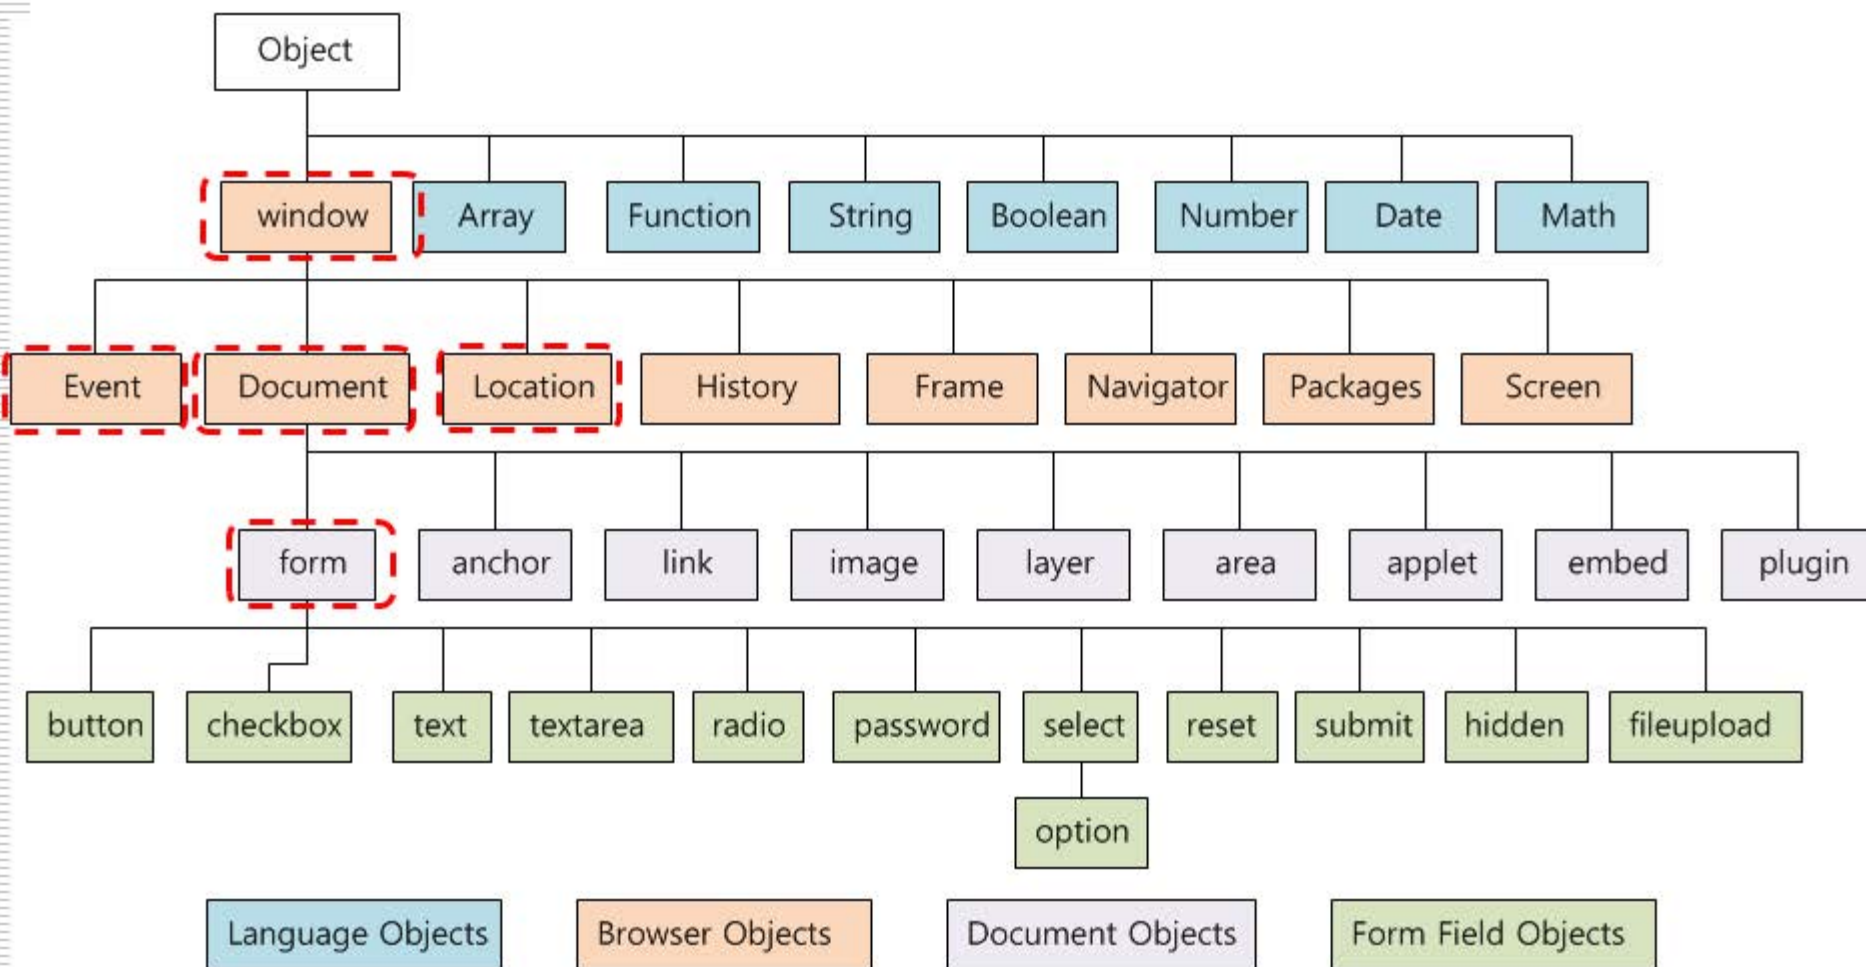 Object
window
Array
Function
String
Boolean
Number
Date
Math
Event
Document
Location
History
Frame
Navigator
Packages
Screen
form
anchor
link
image
layer
area
applet
embed
plugin
button
checkbox
text
textarea
radio
password
select
reset
submit
hidden
fileupload
option
Language Objects
Browser Objects
Document Objects
Form Field Objects